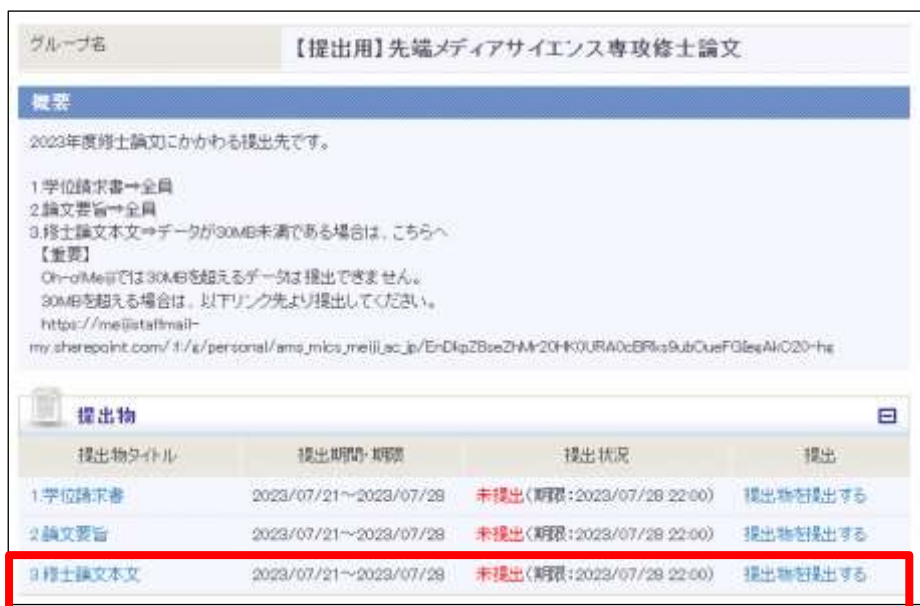 グループ名
【提出用】先端メディアサイエンス専攻修士論文
概要
2023年度修士論文にかかわる提出先です。
1.学位請求書⇒全員
2.論文要旨⇒全員
3.修士論文本文⇒データが30MB未満である場合は、こちらへ
【重要】
Oh-o!Meijiでは30MBを超えるデータは提出できません。
30MBを超える場合は、以下リンク先より提出してください。
https://meijistaffmail-
提出物
提出物タイトル 提出期間・期限 提出状況 提出
1.学位請求書 2023/07/21～2023/07/28 未提出(期限:2023/07/28 22:00) 提出物を提出する
2.論文要旨 2023/07/21～2023/07/28 未提出(期限:2023/07/28 22:00) 提出物を提出する
3.修士論文本文 2023/07/21～2023/07/28 未提出(期限:2023/07/28 22:00) 提出物を提出する